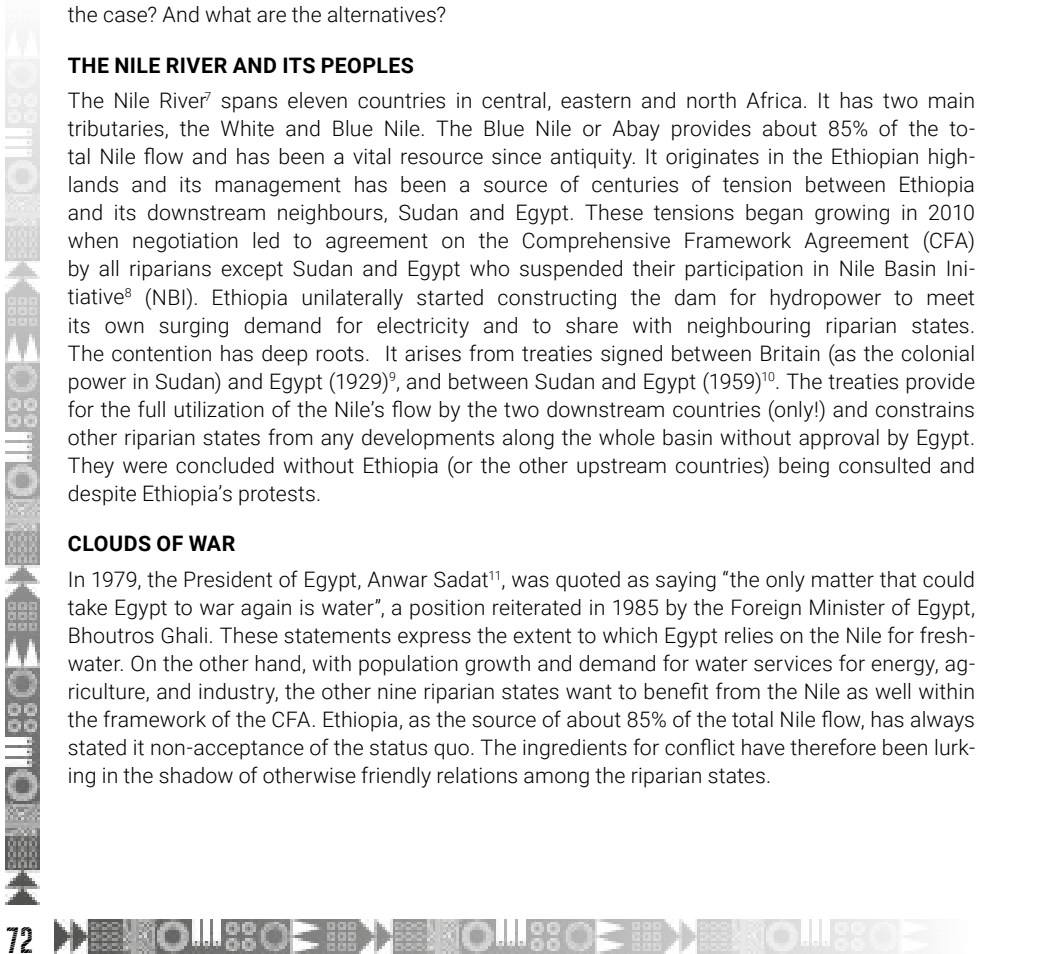 the case? And what are the alternatives?
THE NILE RIVER AND ITS PEOPLES
The Nile River⁷ spans eleven countries in central, eastern and north Africa. It has two main
tributaries, the White and Blue Nile. The Blue Nile or Abay provides about 85% of the to-
tal Nile flow and has been a vital resource since antiquity. It originates in the Ethiopian high-
lands and its management has been a source of centuries of tension between Ethiopia
and its downstream neighbours, Sudan and Egypt. These tensions began growing in 2010
when negotiation led to agreement on the Comprehensive Framework Agreement (CFA)
by all riparians except Sudan and Egypt who suspended their participation in Nile Basin Ini-
tiative⁸ (NBI). Ethiopia unilaterally started constructing the dam for hydropower to meet
its own surging demand for electricity and to share with neighbouring riparian states.
The contention has deep roots. It arises from treaties signed between Britain (as the colonial
power in Sudan) and Egypt (1929)⁹, and between Sudan and Egypt (1959)¹⁰. The treaties provide
for the full utilization of the Nile's flow by the two downstream countries (only!) and constrains
other riparian states from any developments along the whole basin without approval by Egypt.
They were concluded without Ethiopia (or the other upstream countries) being consulted and
despite Ethiopia's protests.
CLOUDS OF WAR
In 1979, the President of Egypt, Anwar Sadat¹¹, was quoted as saying “the only matter that could
take Egypt to war again is water”, a position reiterated in 1985 by the Foreign Minister of Egypt,
Bhoutros Ghali. These statements express the extent to which Egypt relies on the Nile for fresh-
water. On the other hand, with population growth and demand for water services for energy, ag-
riculture, and industry, the other nine riparian states want to benefit from the Nile as well within
the framework of the CFA. Ethiopia, as the source of about 85% of the total Nile flow, has always
stated it non-acceptance of the status quo. The ingredients for conflict have therefore been lurk-
ing in the shadow of otherwise friendly relations among the riparian states.
72